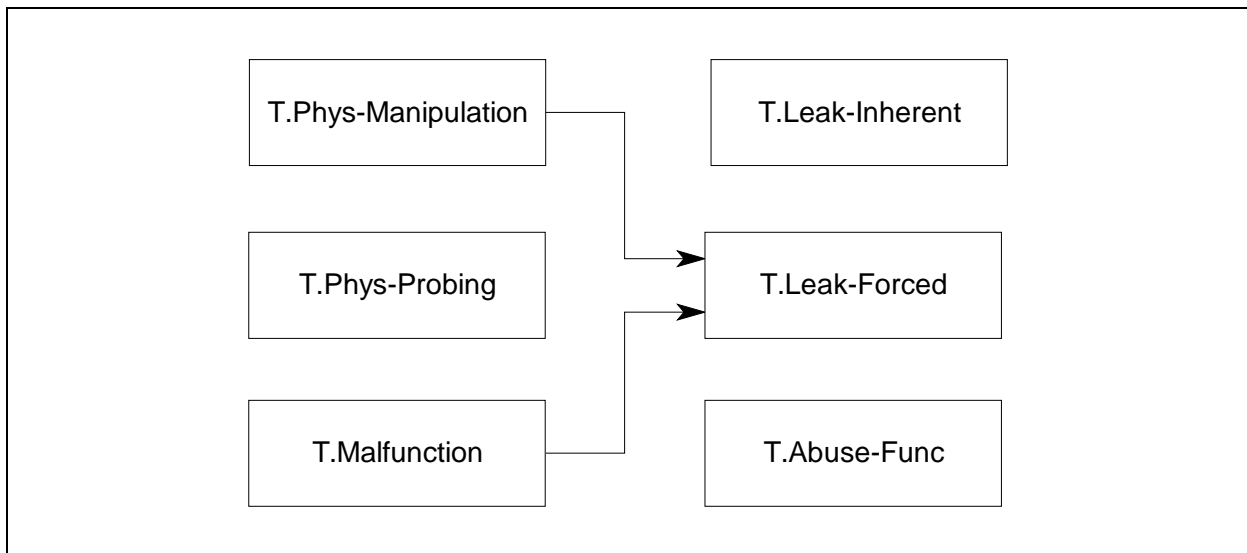 T.Phys-Manipulation
T.Leak-Inherent
T.Phys-Probing
T.Leak-Forced
T.Malfunction
T.Abuse-Func